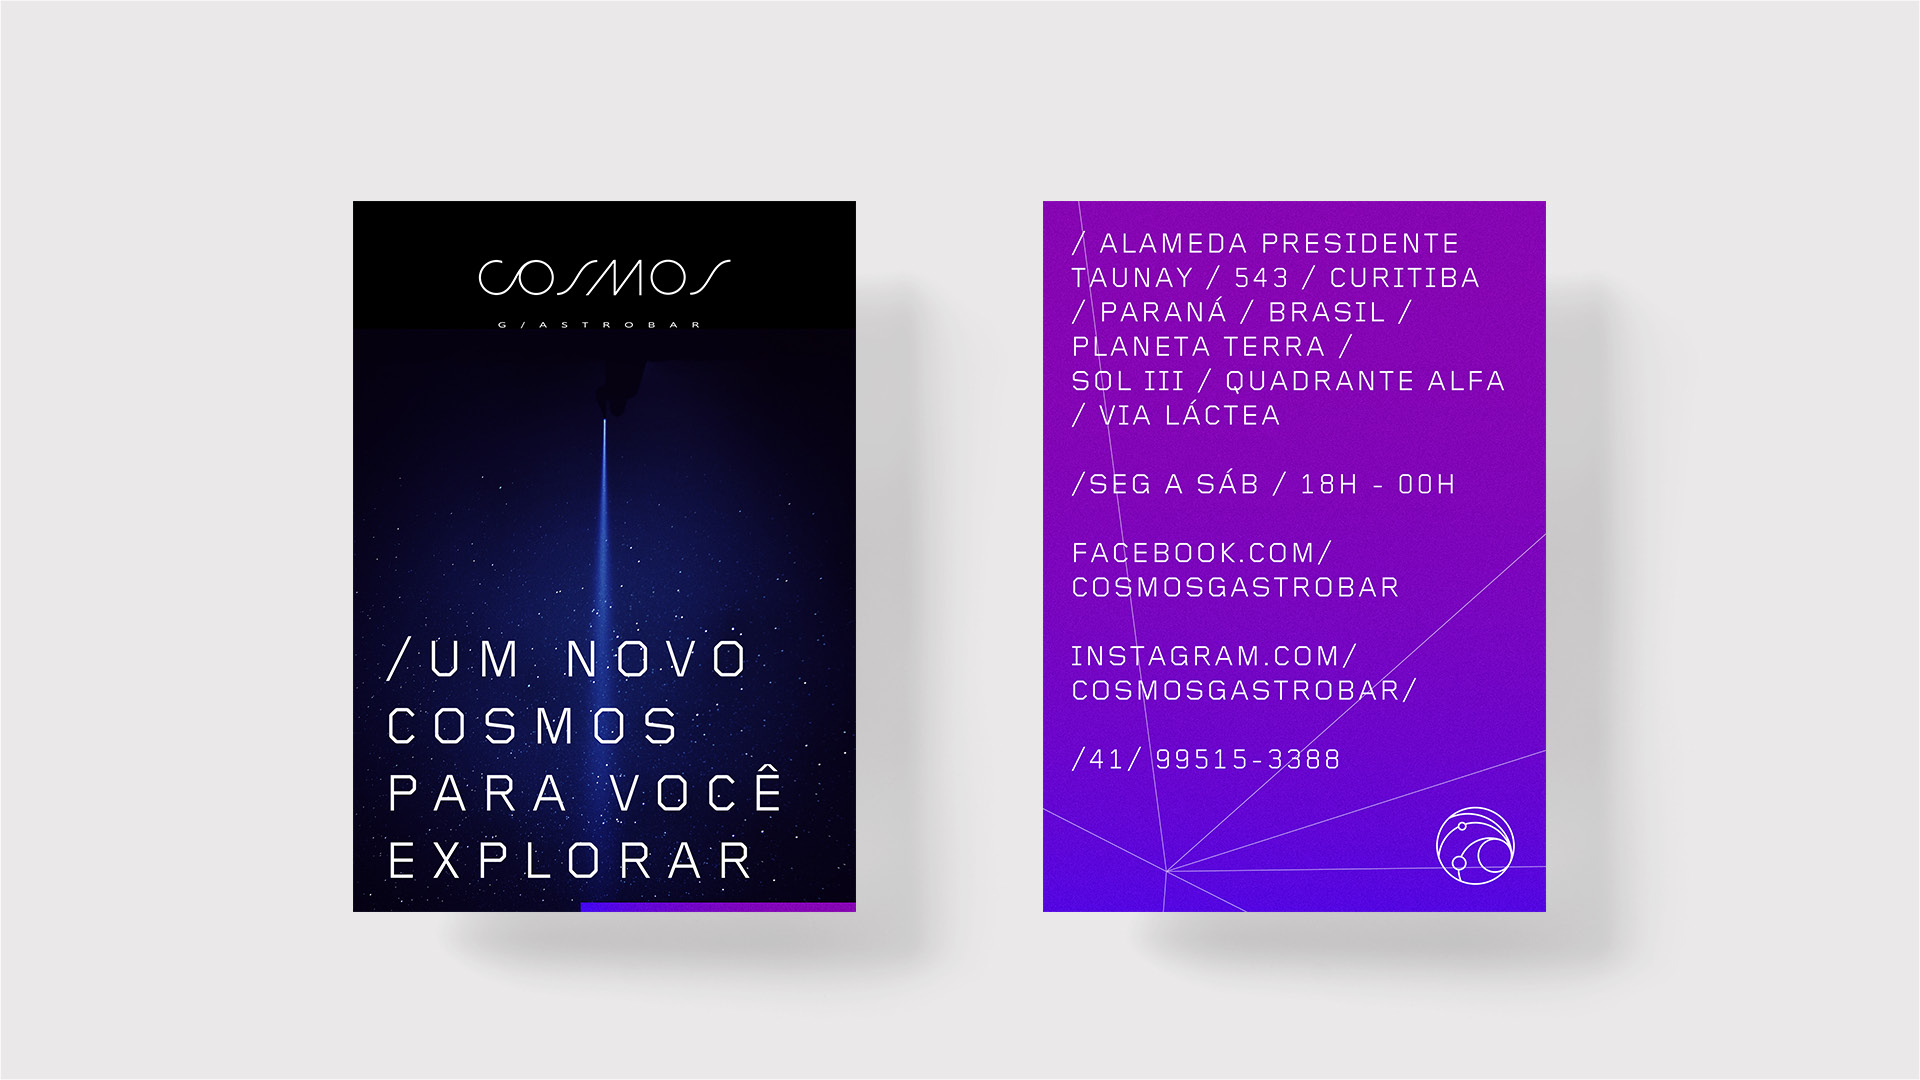 COSMOS
G/ASTROBAR
/UM NOVO
COSMOS
PARA VOCÊ
EXPLORAR
/ ALAMEDA PRESIDENTE
TAUNAY / 543 / CURITIBA
/ PARANÁ / BRASIL /
PLANETA TERRA /
SOL III / QUADRANTE ALFA
/ VIA LÁCTEA
/SEG A SÁB / 18H - 00H
FACEBOOK.COM/
COSMOSGASTROBAR
INSTAGRAM.COM/
COSMOSGASTROBAR/
/41/ 99515-3388